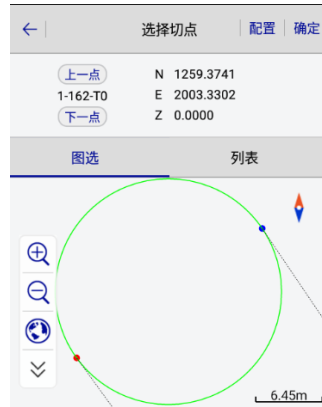 选择切点
配置
确定
上一点
N 1259.3741
1-162-T0
E 2003.3302
下一点
Z 0.0000
图选
列表
6.45m